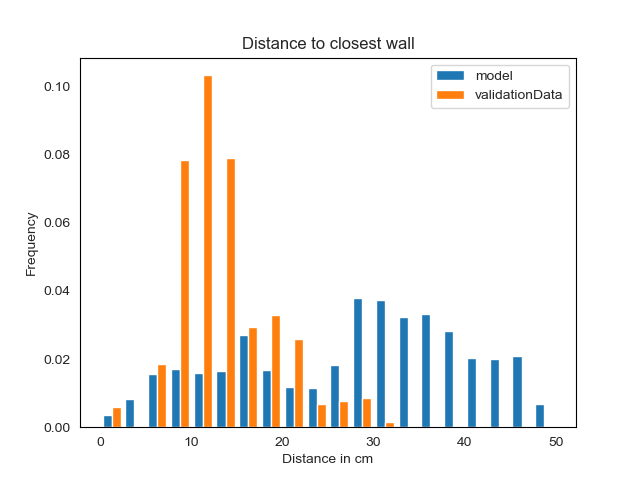 Distance to closest wall
model
validationData
Frequency
0.10
0.08
0.06
0.04
0.02
0.00
0 10 20 30 40 50
Distance in cm